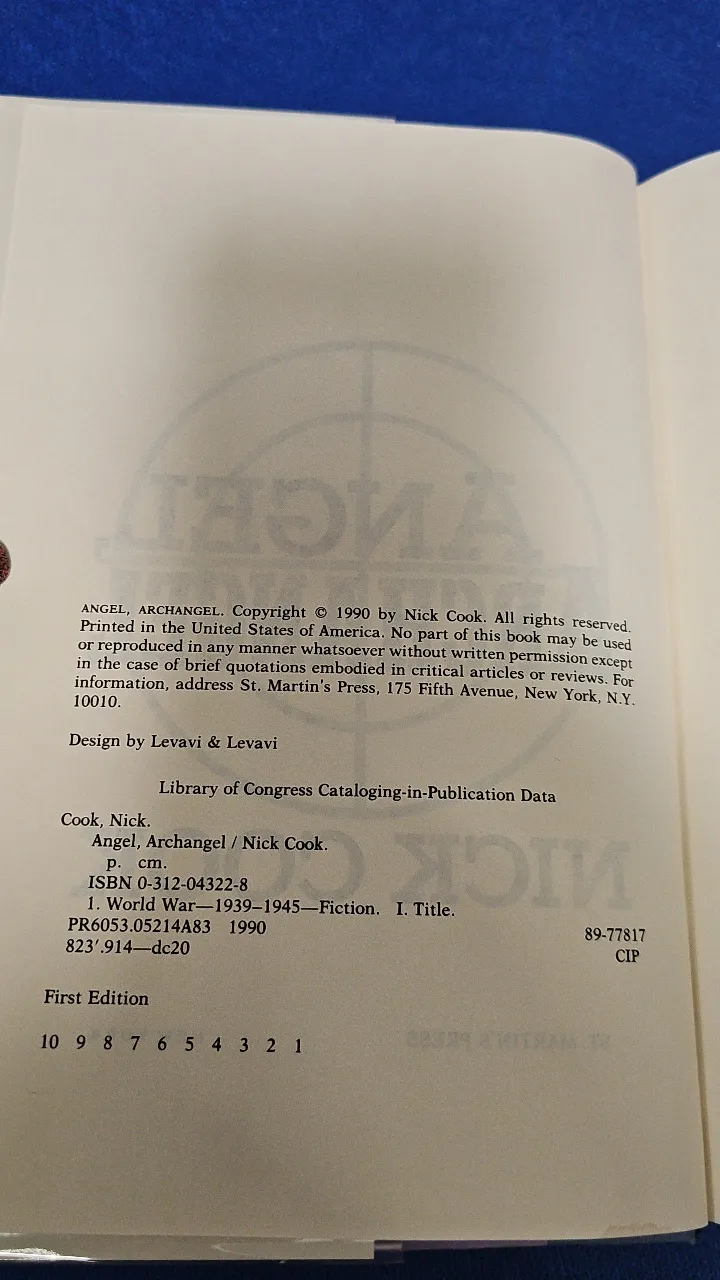 ANGEL, ARCHANGEL. Copyright © 1990 by Nick Cook. All rights reserved.
Printed in the United States of America. No part of this book may be used
or reproduced in any manner whatsoever without written permission except
in the case of brief quotations embodied in critical articles or reviews. For
information, address St. Martin's Press, 175 Fifth Avenue, New York, N.Y.
10010.
Design by Levavi & Levavi
Library of Congress Cataloging-in-Publication Data
Cook, Nick.
Angel, Archangel / Nick Cook.
p. cm.
ISBN 0-312-04322-8
1. World War—1939–1945—Fiction. I. Title.
PR6053.05214A83 1990
89-77817
823'.914—dc20
CIP
First Edition
10 9 8 7 6 5 4 3 2 1